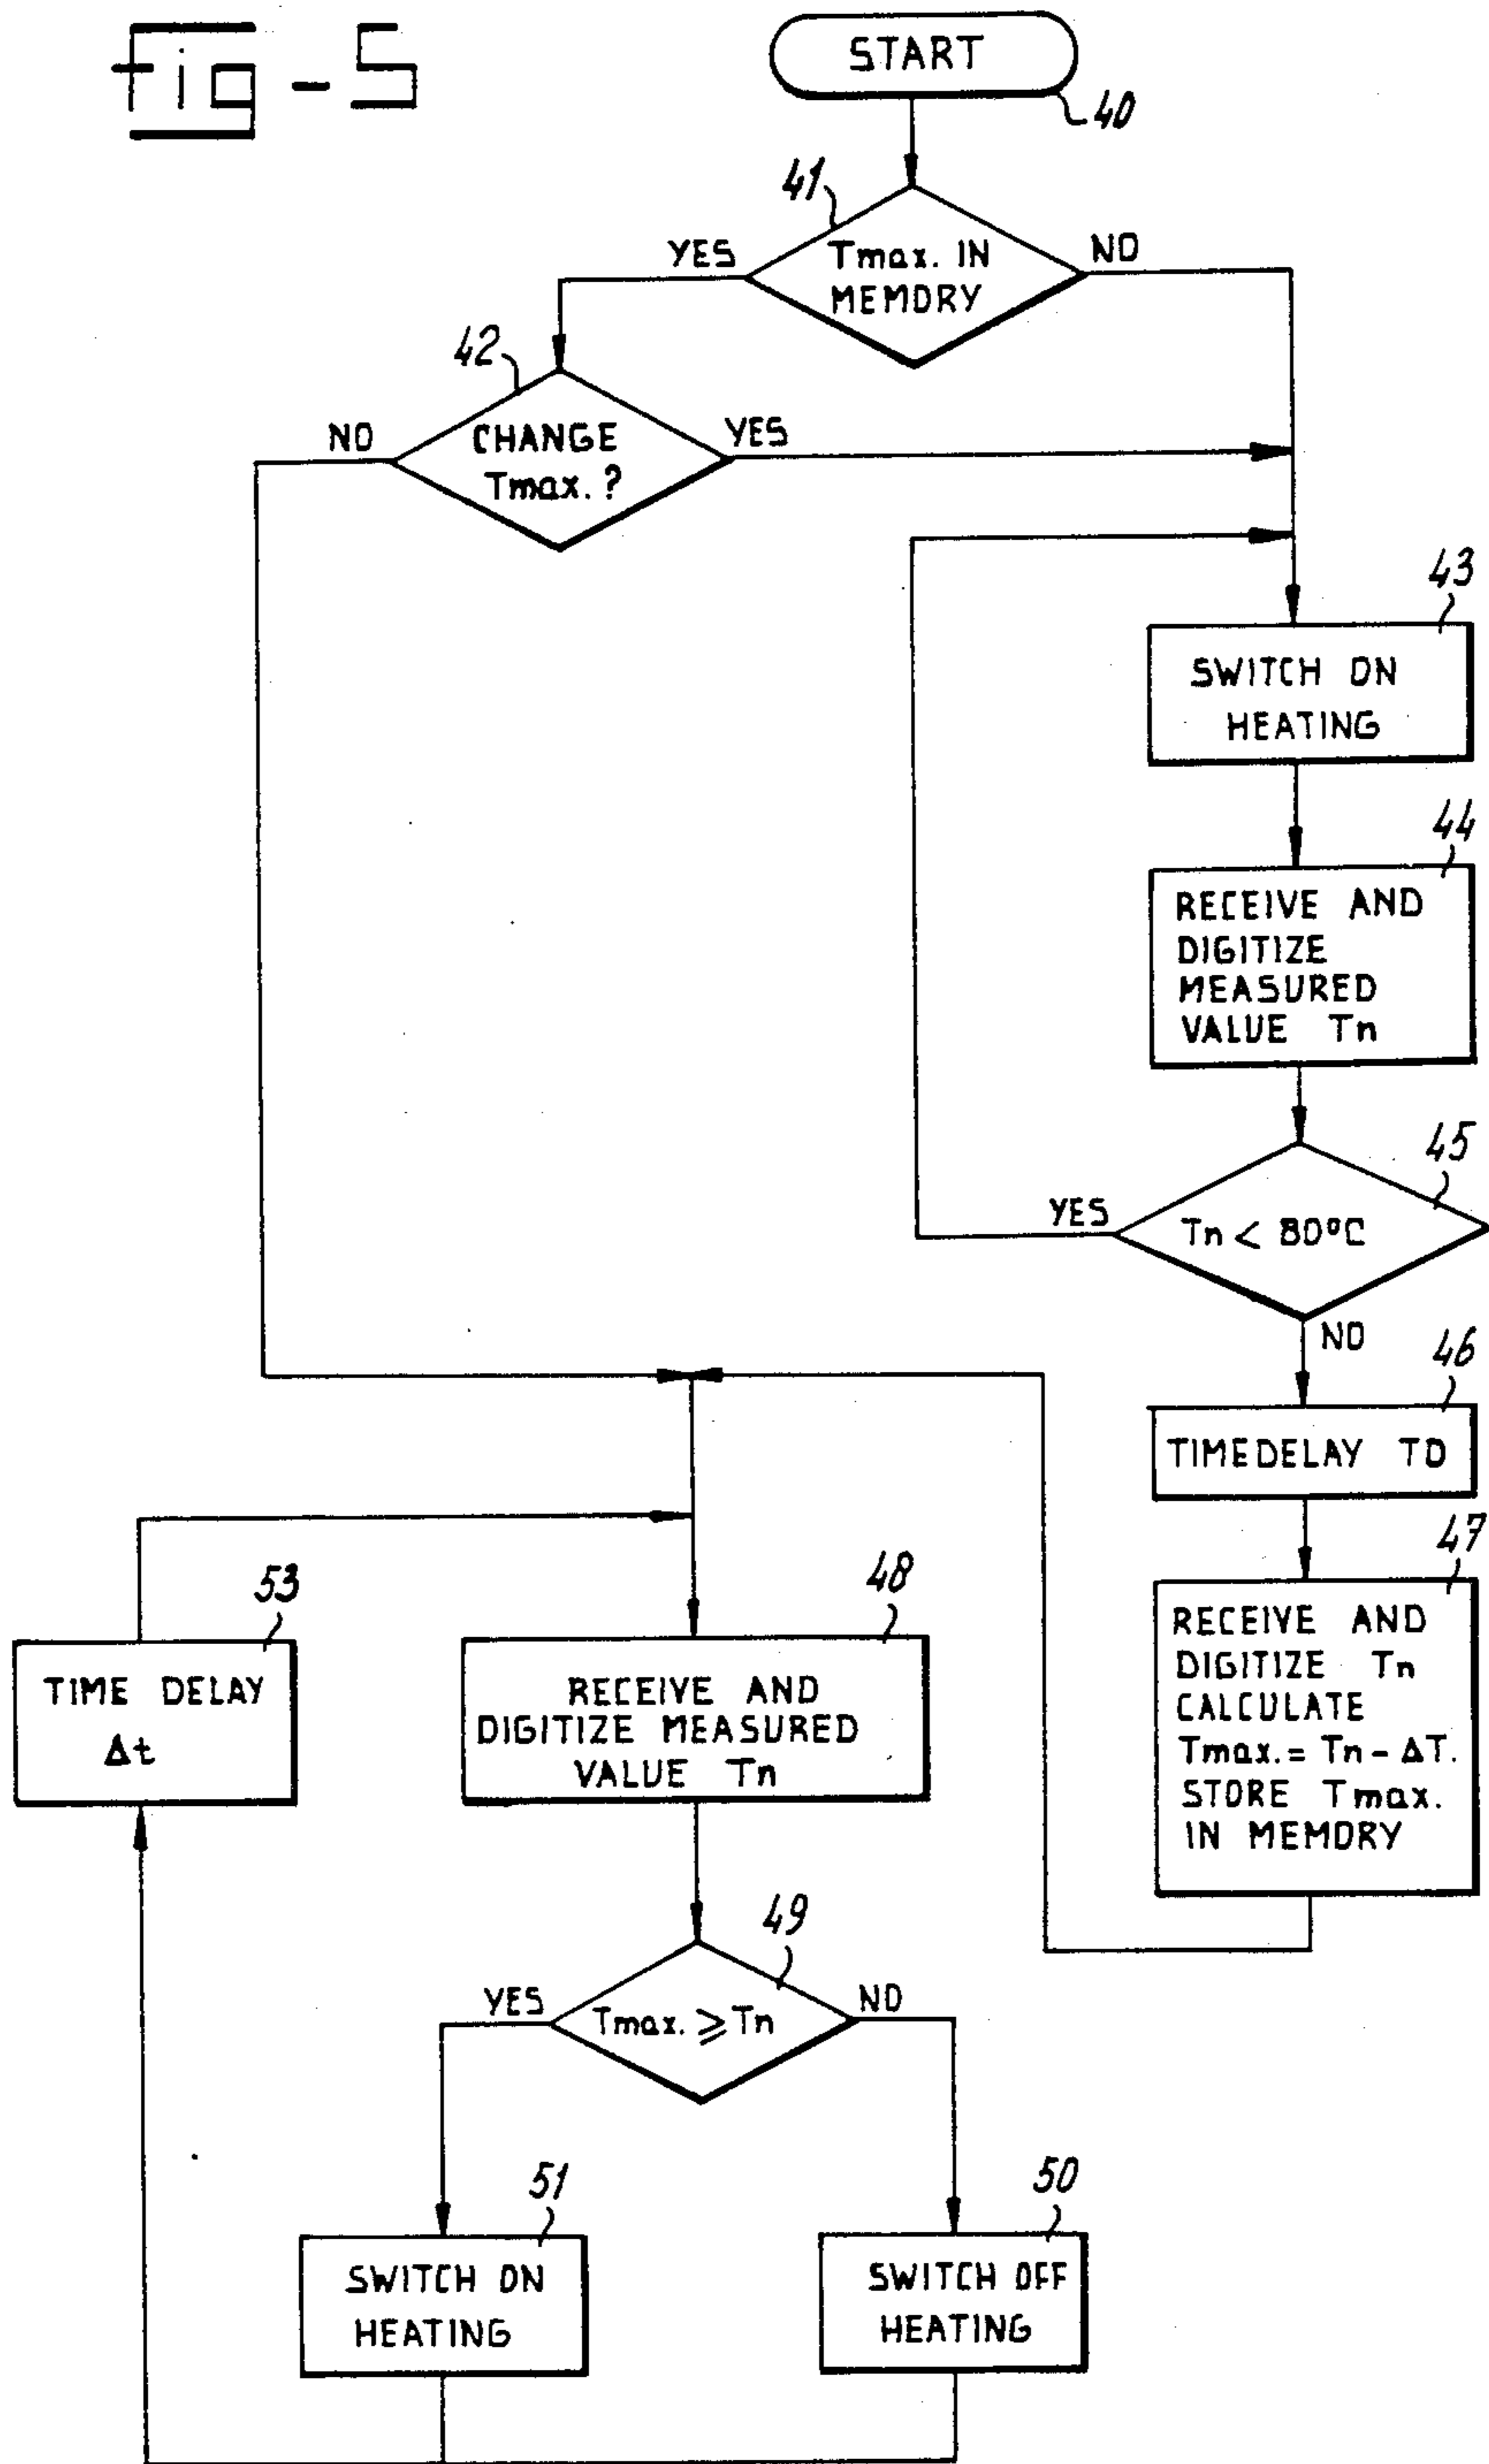 Fig-5
START
40
41
Tmax. IN
MEMORY
YES
NO
42
CHANGE
Tmax.?
NO
YES
43
SWITCH ON
HEATING
44
RECEIVE AND
DIGITIZE
MEASURED
VALUE Tn
45
Tn < 80°C
YES
NO
46
TIMEDELAY TD
47
RECEIVE AND
DIGITIZE Tn
CALCULATE
Tmax. = Tn - ΔT.
STORE Tmax.
IN MEMORY
53
TIME DELAY
Δt
48
RECEIVE AND
DIGITIZE MEASURED
VALUE Tn
49
Tmax. ⩾ Tn
YES
NO
51
SWITCH ON
HEATING
50
SWITCH OFF
HEATING